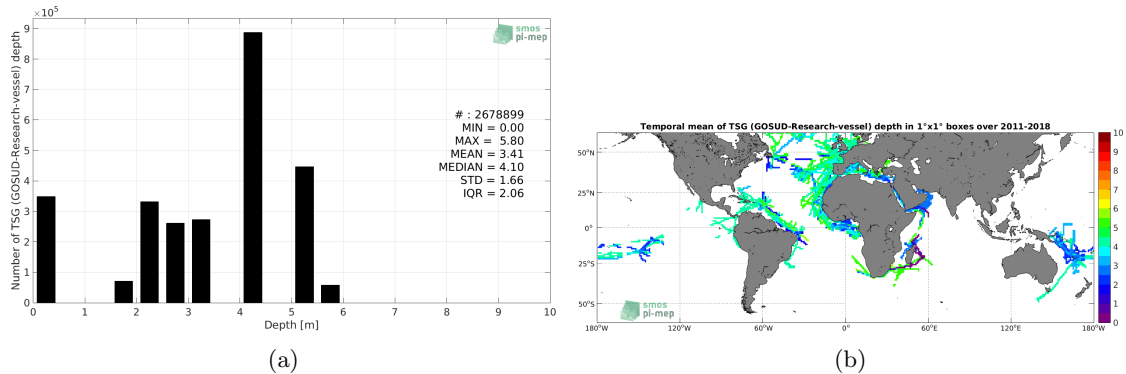 ×10⁵
9
8
7
6
5
4
3
2
1
0
Number of TSG (GOSUD-Research-vessel) depth
smos
pi-mep
# : 2678899
MIN = 0.00
MAX = 5.80
MEAN = 3.41
MEDIAN = 4.10
STD = 1.66
IQR = 2.06
0 1 2 3 4 5 6 7 8 9 10
Depth [m]
(a)
Temporal mean of TSG (GOSUD-Research-vessel) depth in 1°x1° boxes over 2011-2018
50°N
25°N
0°
25°S
50°S
smos
pi-mep
180°W 120°W 60°W 0° 60°E 120°E 180°W
10
9
8
7
6
5
4
3
2
1
0
(b)